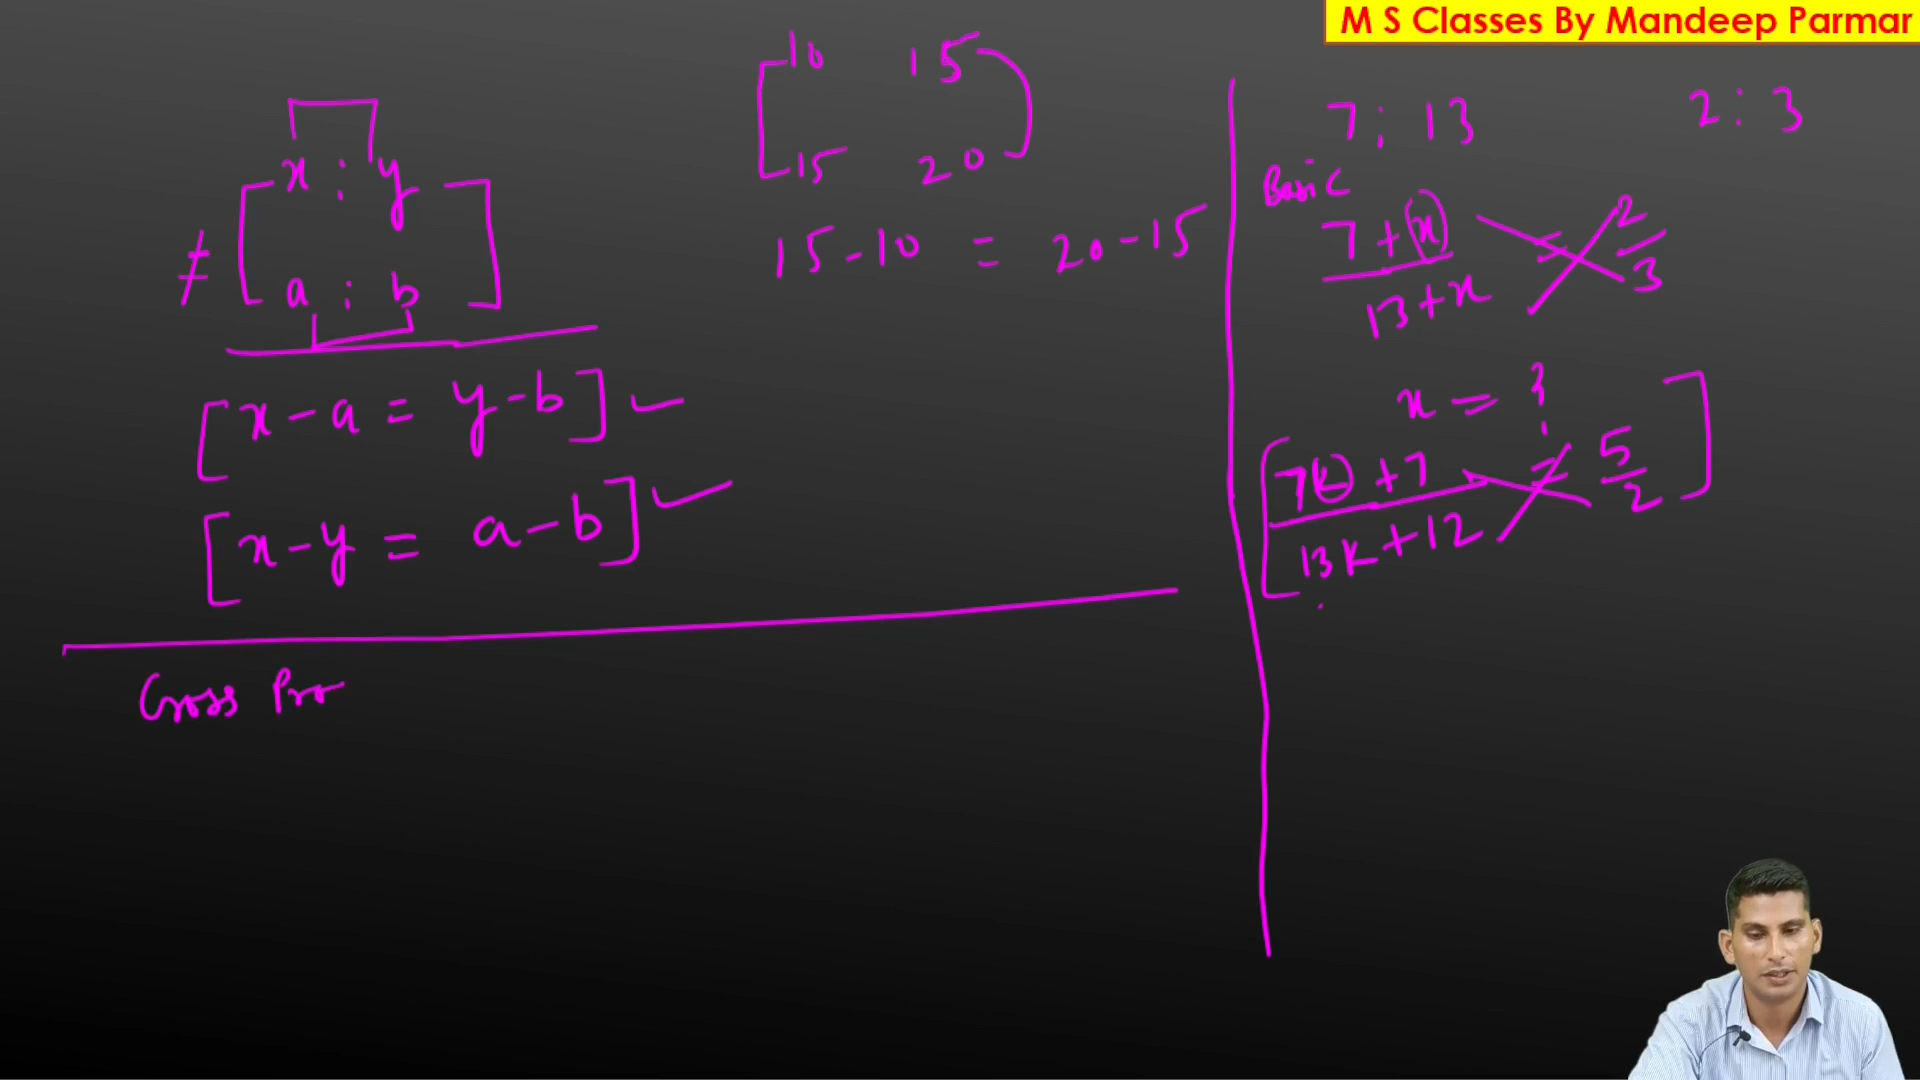 M S Classes By Mandeep Parmar
x : y
≠
a : b
[x - a = y - b]
[x - y = a - b]
Cross Pro
10 15
15 20
15 - 10 = 20 - 15
7 : 13 2 : 3
Basic
7 + x = 2
13 + x 3
x = ?
7k + 7 = 5
13k + 12 2